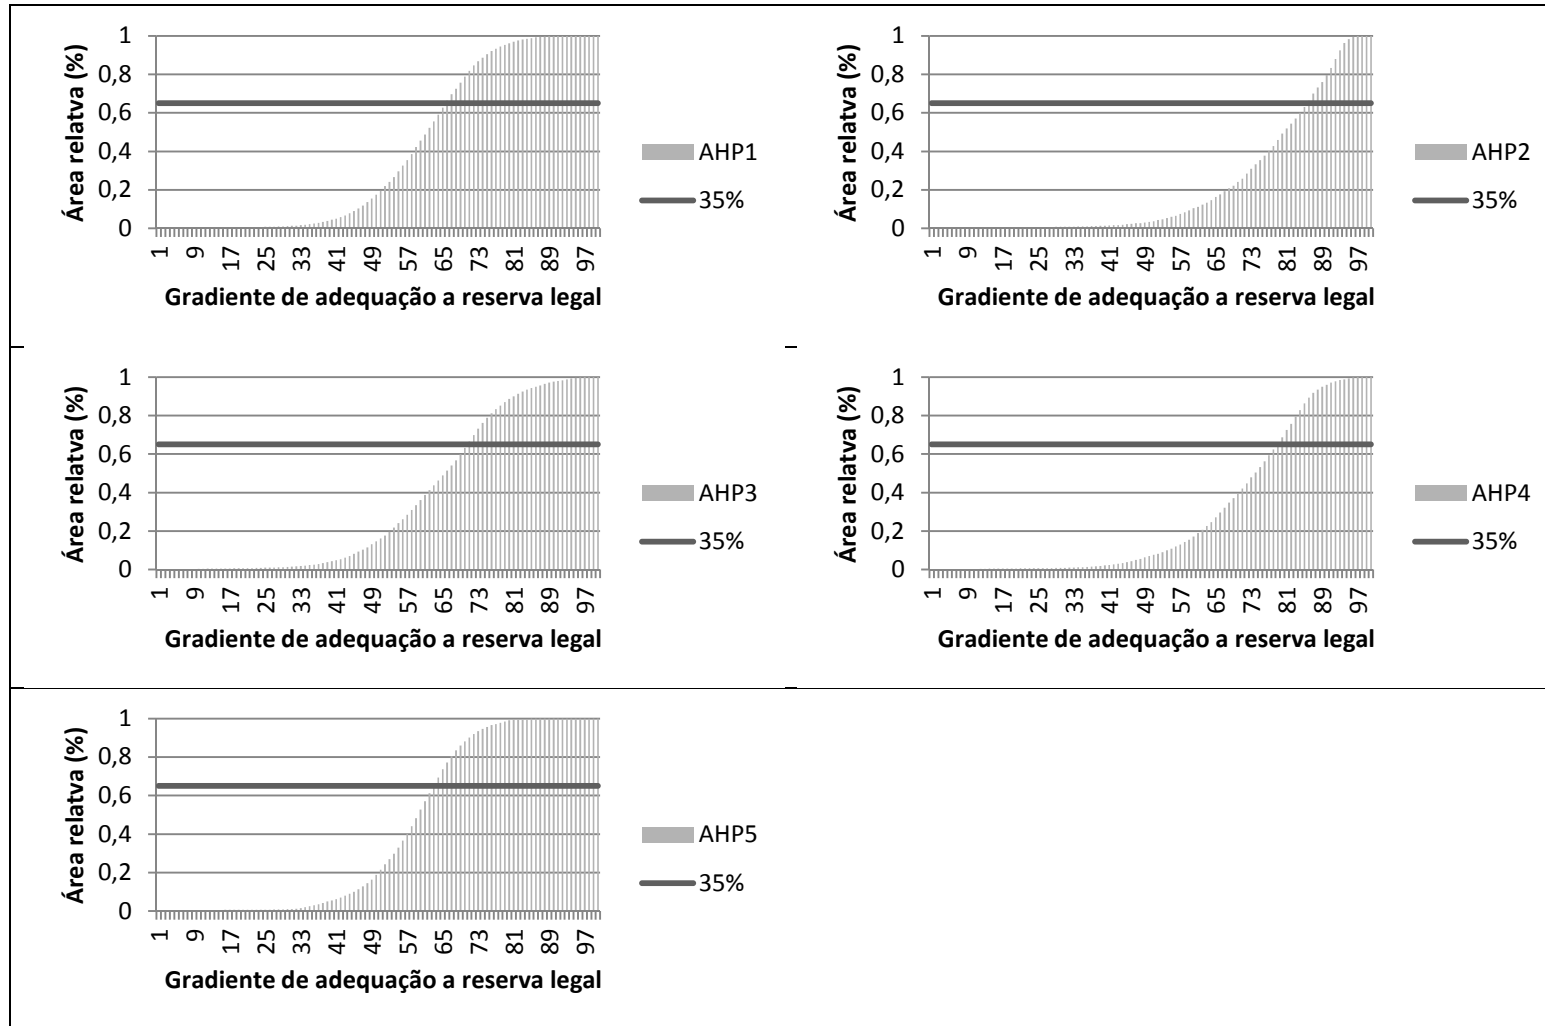 Área relatva (%)
1
0,8
0,6
0,4
0,2
0
1 9 17 25 33 41 49 57 65 73 81 89 97
Gradiente de adequação a reserva legal
AHP1
35%
Área relatva (%)
1
0,8
0,6
0,4
0,2
0
1 9 17 25 33 41 49 57 65 73 81 89 97
Gradiente de adequação a reserva legal
AHP2
35%
Área relatva (%)
1
0,8
0,6
0,4
0,2
0
1 9 17 25 33 41 49 57 65 73 81 89 97
Gradiente de adequação a reserva legal
AHP3
35%
Área relatva (%)
1
0,8
0,6
0,4
0,2
0
1 9 17 25 33 41 49 57 65 73 81 89 97
Gradiente de adequação a reserva legal
AHP4
35%
Área relatva (%)
1
0,8
0,6
0,4
0,2
0
1 9 17 25 33 41 49 57 65 73 81 89 97
Gradiente de adequação a reserva legal
AHP5
35%